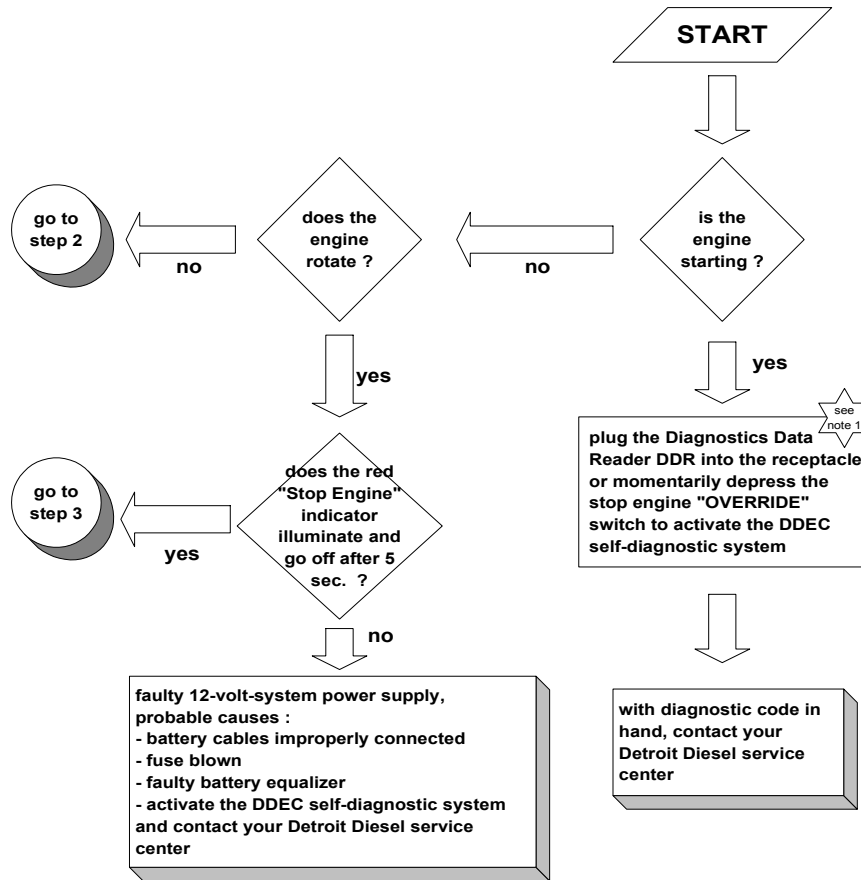 START
is the
engine
starting ?
no
does the
engine
rotate ?
no
go to
step 2
yes
does the red
"Stop Engine"
indicator
illuminate and
go off after 5
sec. ?
yes
go to
step 3
no
faulty 12-volt-system power supply,
probable causes :
- battery cables improperly connected
- fuse blown
- faulty battery equalizer
- activate the DDEC self-diagnostic system
and contact your Detroit Diesel service
center
yes
see
note 1
plug the Diagnostics Data
Reader DDR into the receptacle
or momentarily depress the
stop engine "OVERRIDE"
switch to activate the DDEC
self-diagnostic system
with diagnostic code in
hand, contact your
Detroit Diesel service
center